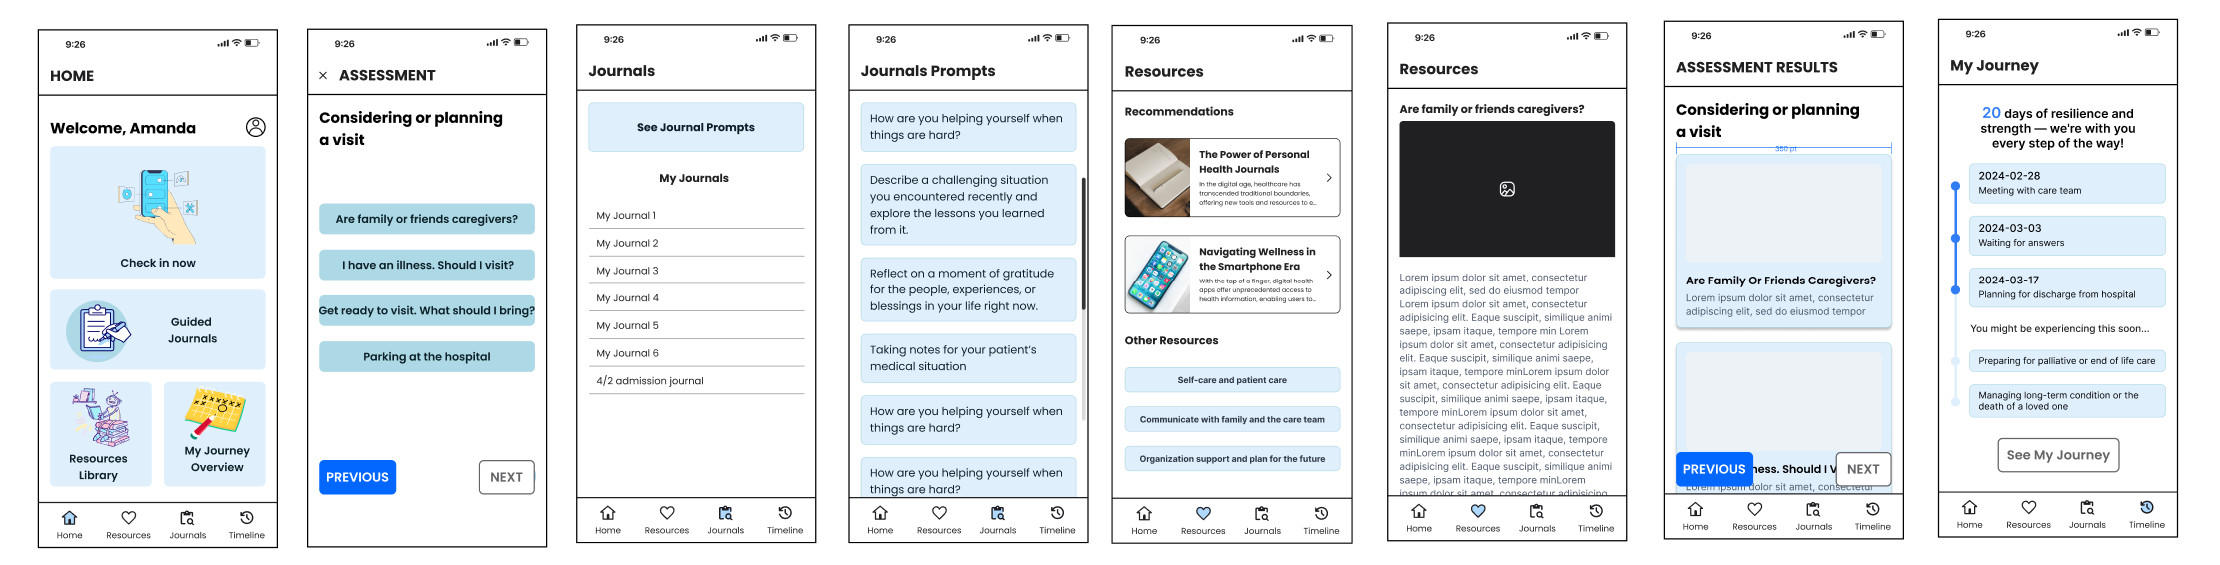 9:26
HOME
Welcome, Amanda
Check in now
Guided
Journals
Resources
Library
My Journey
Overview
Home
Resources
Journals
Timeline
9:26
× ASSESSMENT
Considering or planning
a visit
Are family or friends caregivers?
I have an illness. Should I visit?
Get ready to visit. What should I bring?
Parking at the hospital
PREVIOUS
NEXT
9:26
Journals
See Journal Prompts
My Journals
My Journal 1
My Journal 2
My Journal 3
My Journal 4
My Journal 5
My Journal 6
4/2 admission journal
Home
Resources
Journals
Timeline
9:26
Journals Prompts
How are you helping yourself when
things are hard?
Describe a challenging situation
you encountered recently and
explore the lessons you learned
from it.
Reflect on a moment of gratitude
for the people, experiences, or
blessings in your life right now.
Taking notes for your patient's
medical situation
How are you helping yourself when
things are hard?
How are you helping yourself when
things are hard?
Home
Resources
Journals
Timeline
9:26
Resources
Recommendations
The Power of Personal
Health Journals
In the digital age, healthcare has
transcended traditional boundaries,
offering new tools and resources to e...
Navigating Wellness in
the Smartphone Era
With the tap of a finger, digital health
apps offer unprecedented access to
health information, enabling users to...
Other Resources
Self-care and patient care
Communicate with family and the care team
Organization support and plan for the future
Home
Resources
Journals
Timeline
9:26
Resources
Are family or friends caregivers?
Lorem ipsum dolor sit amet, consectetur
adipiscing elit, sed do eiusmod tempor
Lorem ipsum dolor sit amet, consectetur
adipisicing elit. Eaque suscipit, similique animi
saepe, ipsam itaque, tempore min Lorem
ipsum dolor sit amet, consectetur adipisicing
elit. Eaque suscipit, similique animi saepe,
ipsam itaque, tempore minLorem ipsum dolor
sit amet, consectetur adipisicing elit. Eaque
suscipit, similique animi saepe, ipsam itaque,
tempore minLorem ipsum dolor sit amet,
consectetur adipisicing elit. Eaque suscipit,
similique animi saepe, ipsam itaque, tempore
minLorem ipsum dolor sit amet, consectetur
adipisicing elit. Eaque suscipit, similique animi
saepe, ipsam itaque, tempore minLorem
ipsum dolor sit amet, consectetur adipisicing
Home
Resources
Journals
Timeline
9:26
ASSESSMENT RESULTS
Considering or planning
a visit
350 pt
Are Family Or Friends Caregivers?
Lorem ipsum dolor sit amet, consectetur
adipiscing elit, sed do eiusmod tempor
PREVIOUS
ness. Should I V
NEXT
Lorem ipsum dolor sit amet, consectetur
Home
Resources
Journals
Timeline
9:26
My Journey
20 days of resilience and
strength — we're with you
every step of the way!
2024-02-28
Meeting with care team
2024-03-03
Waiting for answers
2024-03-17
Planning for discharge from hospital
You might be experiencing this soon...
Preparing for palliative or end of life care
Managing long-term condition or the
death of a loved one
See My Journey
Home
Resources
Journals
Timeline